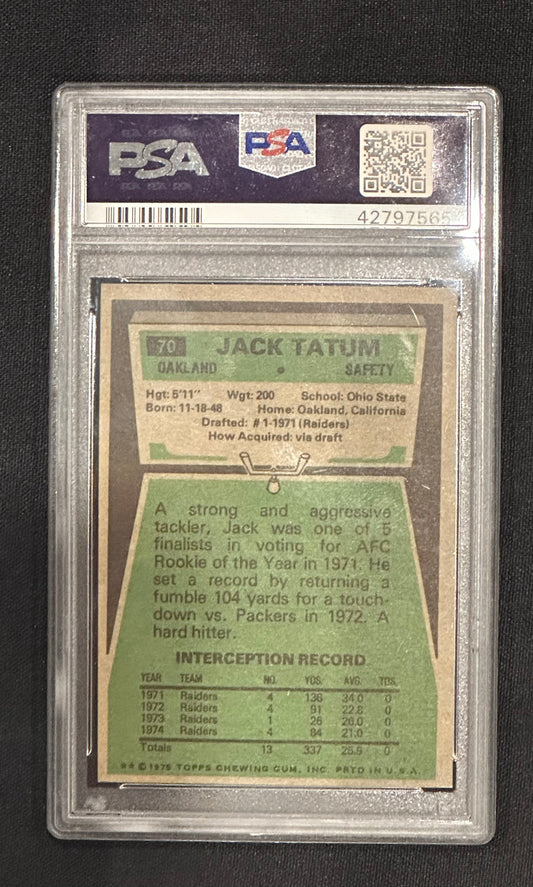 PSA
PSA
42797565
70 JACK TATUM
OAKLAND SAFETY
Hgt: 5'11" Wgt: 200 School: Ohio State
Born: 11-18-48 Home: Oakland, California
Drafted: #1-1971 (Raiders)
How Acquired: via draft
A strong and aggressive
tackler, Jack was one of 5
finalists in voting for AFC
Rookie of the Year in 1971. He
set a record by returning a
fumble 104 yards for a touch-
down vs. Packers in 1972. A
hard hitter.
INTERCEPTION RECORD
YEAR TEAM NO. YDS. AVG. TDS.
1971 Raiders 4 136 34.0 0
1972 Raiders 4 91 22.8 0
1973 Raiders 1 26 26.0 0
1974 Raiders 4 84 21.0 0
Totals 13 337 25.9 0
** © 1975 TOPPS CHEWING GUM, INC. PRTD IN U.S.A.